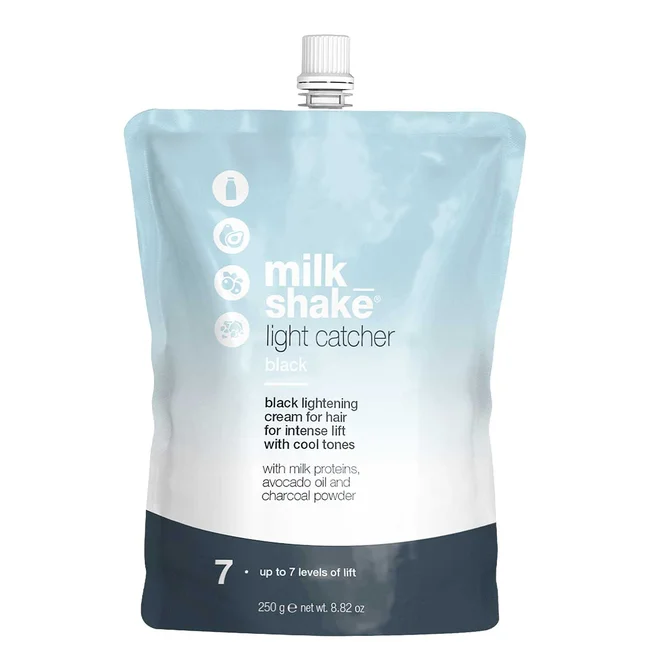 milk
shake®
light catcher
black
black lightening
cream for hair
for intense lift
with cool tones
with milk proteins,
avocado oil and
charcoal powder
7 • up to 7 levels of lift
250 g ℮ net wt. 8.82 oz